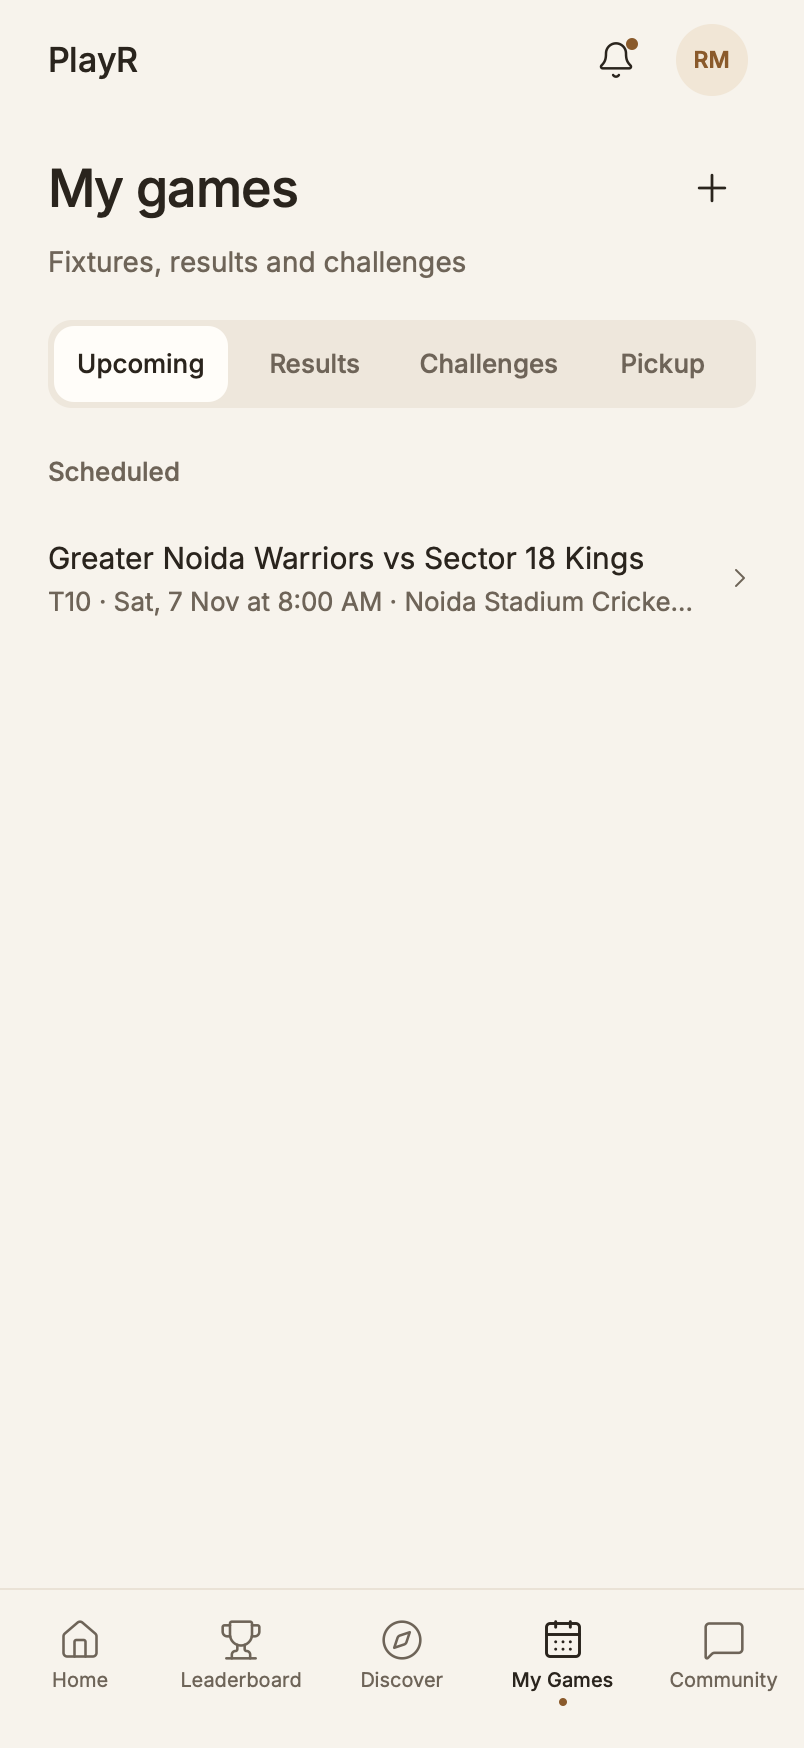 PlayR
RM
My games
Fixtures, results and challenges
Upcoming
Results
Challenges
Pickup
Scheduled
Greater Noida Warriors vs Sector 18 Kings
T10 · Sat, 7 Nov at 8:00 AM · Noida Stadium Cricke...
Home
Leaderboard
Discover
My Games
Community